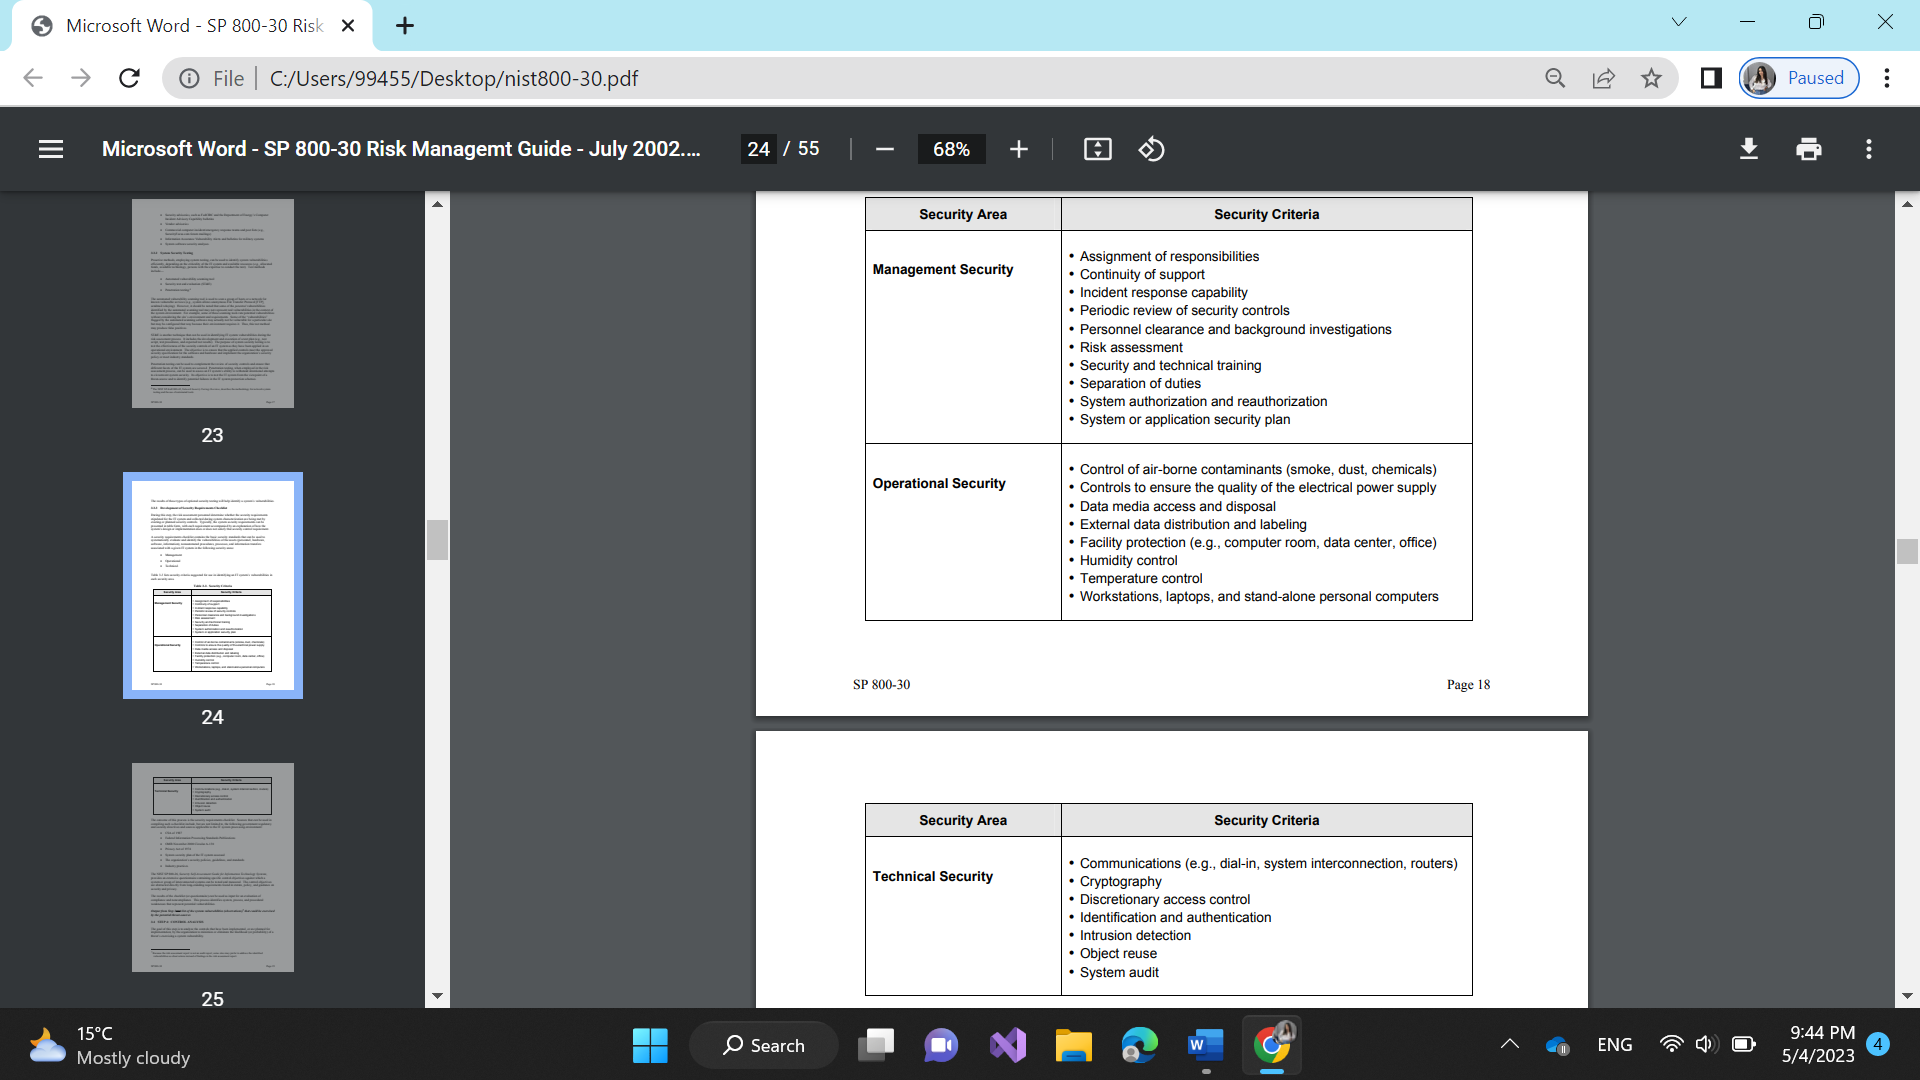 Microsoft Word - SP 800-30 Risk
File
C:/Users/99455/Desktop/nist800-30.pdf
Paused
Microsoft Word - SP 800-30 Risk Managemt Guide - July 2002....
24 / 55
68%
23
24
25
Security Area Security Criteria
Management Security
• Assignment of responsibilities
• Continuity of support
• Incident response capability
• Periodic review of security controls
• Personnel clearance and background investigations
• Risk assessment
• Security and technical training
• Separation of duties
• System authorization and reauthorization
• System or application security plan
Operational Security
• Control of air-borne contaminants (smoke, dust, chemicals)
• Controls to ensure the quality of the electrical power supply
• Data media access and disposal
• External data distribution and labeling
• Facility protection (e.g., computer room, data center, office)
• Humidity control
• Temperature control
• Workstations, laptops, and stand-alone personal computers
SP 800-30 Page 18
Security Area Security Criteria
Technical Security
• Communications (e.g., dial-in, system interconnection, routers)
• Cryptography
• Discretionary access control
• Identification and authentication
• Intrusion detection
• Object reuse
• System audit
15°C
Mostly cloudy
Search
ENG
9:44 PM
5/4/2023
4